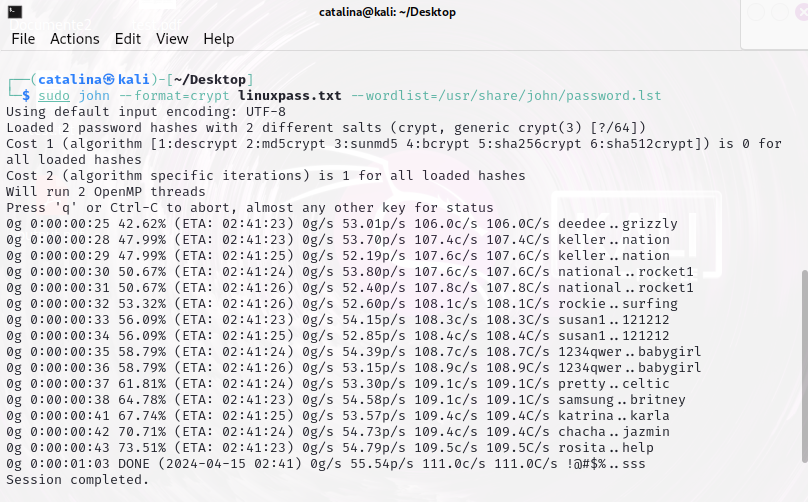 catalina@kali: ~/Desktop
File Actions Edit View Help
┌──(catalina㉿kali)-[~/Desktop]
└─$ sudo john --format=crypt linuxpass.txt --wordlist=/usr/share/john/password.lst
Using default input encoding: UTF-8
Loaded 2 password hashes with 2 different salts (crypt, generic crypt(3) [?/64])
Cost 1 (algorithm [1:descrypt 2:md5crypt 3:sunmd5 4:bcrypt 5:sha256crypt 6:sha512crypt]) is 0 for
all loaded hashes
Cost 2 (algorithm specific iterations) is 1 for all loaded hashes
Will run 2 OpenMP threads
Press 'q' or Ctrl-C to abort, almost any other key for status
0g 0:00:00:25 42.62% (ETA: 02:41:23) 0g/s 53.01p/s 106.0c/s 106.0C/s deedee..grizzly
0g 0:00:00:28 47.99% (ETA: 02:41:23) 0g/s 53.70p/s 107.4c/s 107.4C/s keller..nation
0g 0:00:00:29 47.99% (ETA: 02:41:25) 0g/s 52.19p/s 107.6c/s 107.6C/s keller..nation
0g 0:00:00:30 50.67% (ETA: 02:41:24) 0g/s 53.80p/s 107.6c/s 107.6C/s national..rocket1
0g 0:00:00:31 50.67% (ETA: 02:41:26) 0g/s 52.40p/s 107.8c/s 107.8C/s national..rocket1
0g 0:00:00:32 53.32% (ETA: 02:41:26) 0g/s 52.60p/s 108.1c/s 108.1C/s rockie..surfing
0g 0:00:00:33 56.09% (ETA: 02:41:23) 0g/s 54.15p/s 108.3c/s 108.3C/s susan1..121212
0g 0:00:00:34 56.09% (ETA: 02:41:25) 0g/s 52.85p/s 108.4c/s 108.4C/s susan1..121212
0g 0:00:00:35 58.79% (ETA: 02:41:24) 0g/s 54.39p/s 108.7c/s 108.7C/s 1234qwer..babygirl
0g 0:00:00:36 58.79% (ETA: 02:41:26) 0g/s 53.15p/s 108.9c/s 108.9C/s 1234qwer..babygirl
0g 0:00:00:37 61.81% (ETA: 02:41:24) 0g/s 53.30p/s 109.1c/s 109.1C/s pretty..celtic
0g 0:00:00:38 64.78% (ETA: 02:41:23) 0g/s 54.58p/s 109.1c/s 109.1C/s samsung..britney
0g 0:00:00:41 67.74% (ETA: 02:41:25) 0g/s 53.57p/s 109.4c/s 109.4C/s katrina..karla
0g 0:00:00:42 70.71% (ETA: 02:41:24) 0g/s 54.73p/s 109.4c/s 109.4C/s chacha..jazmin
0g 0:00:00:43 73.51% (ETA: 02:41:23) 0g/s 54.79p/s 109.5c/s 109.5C/s rosita..help
0g 0:00:01:03 DONE (2024-04-15 02:41) 0g/s 55.54p/s 111.0c/s 111.0C/s !@#$%..sss
Session completed.